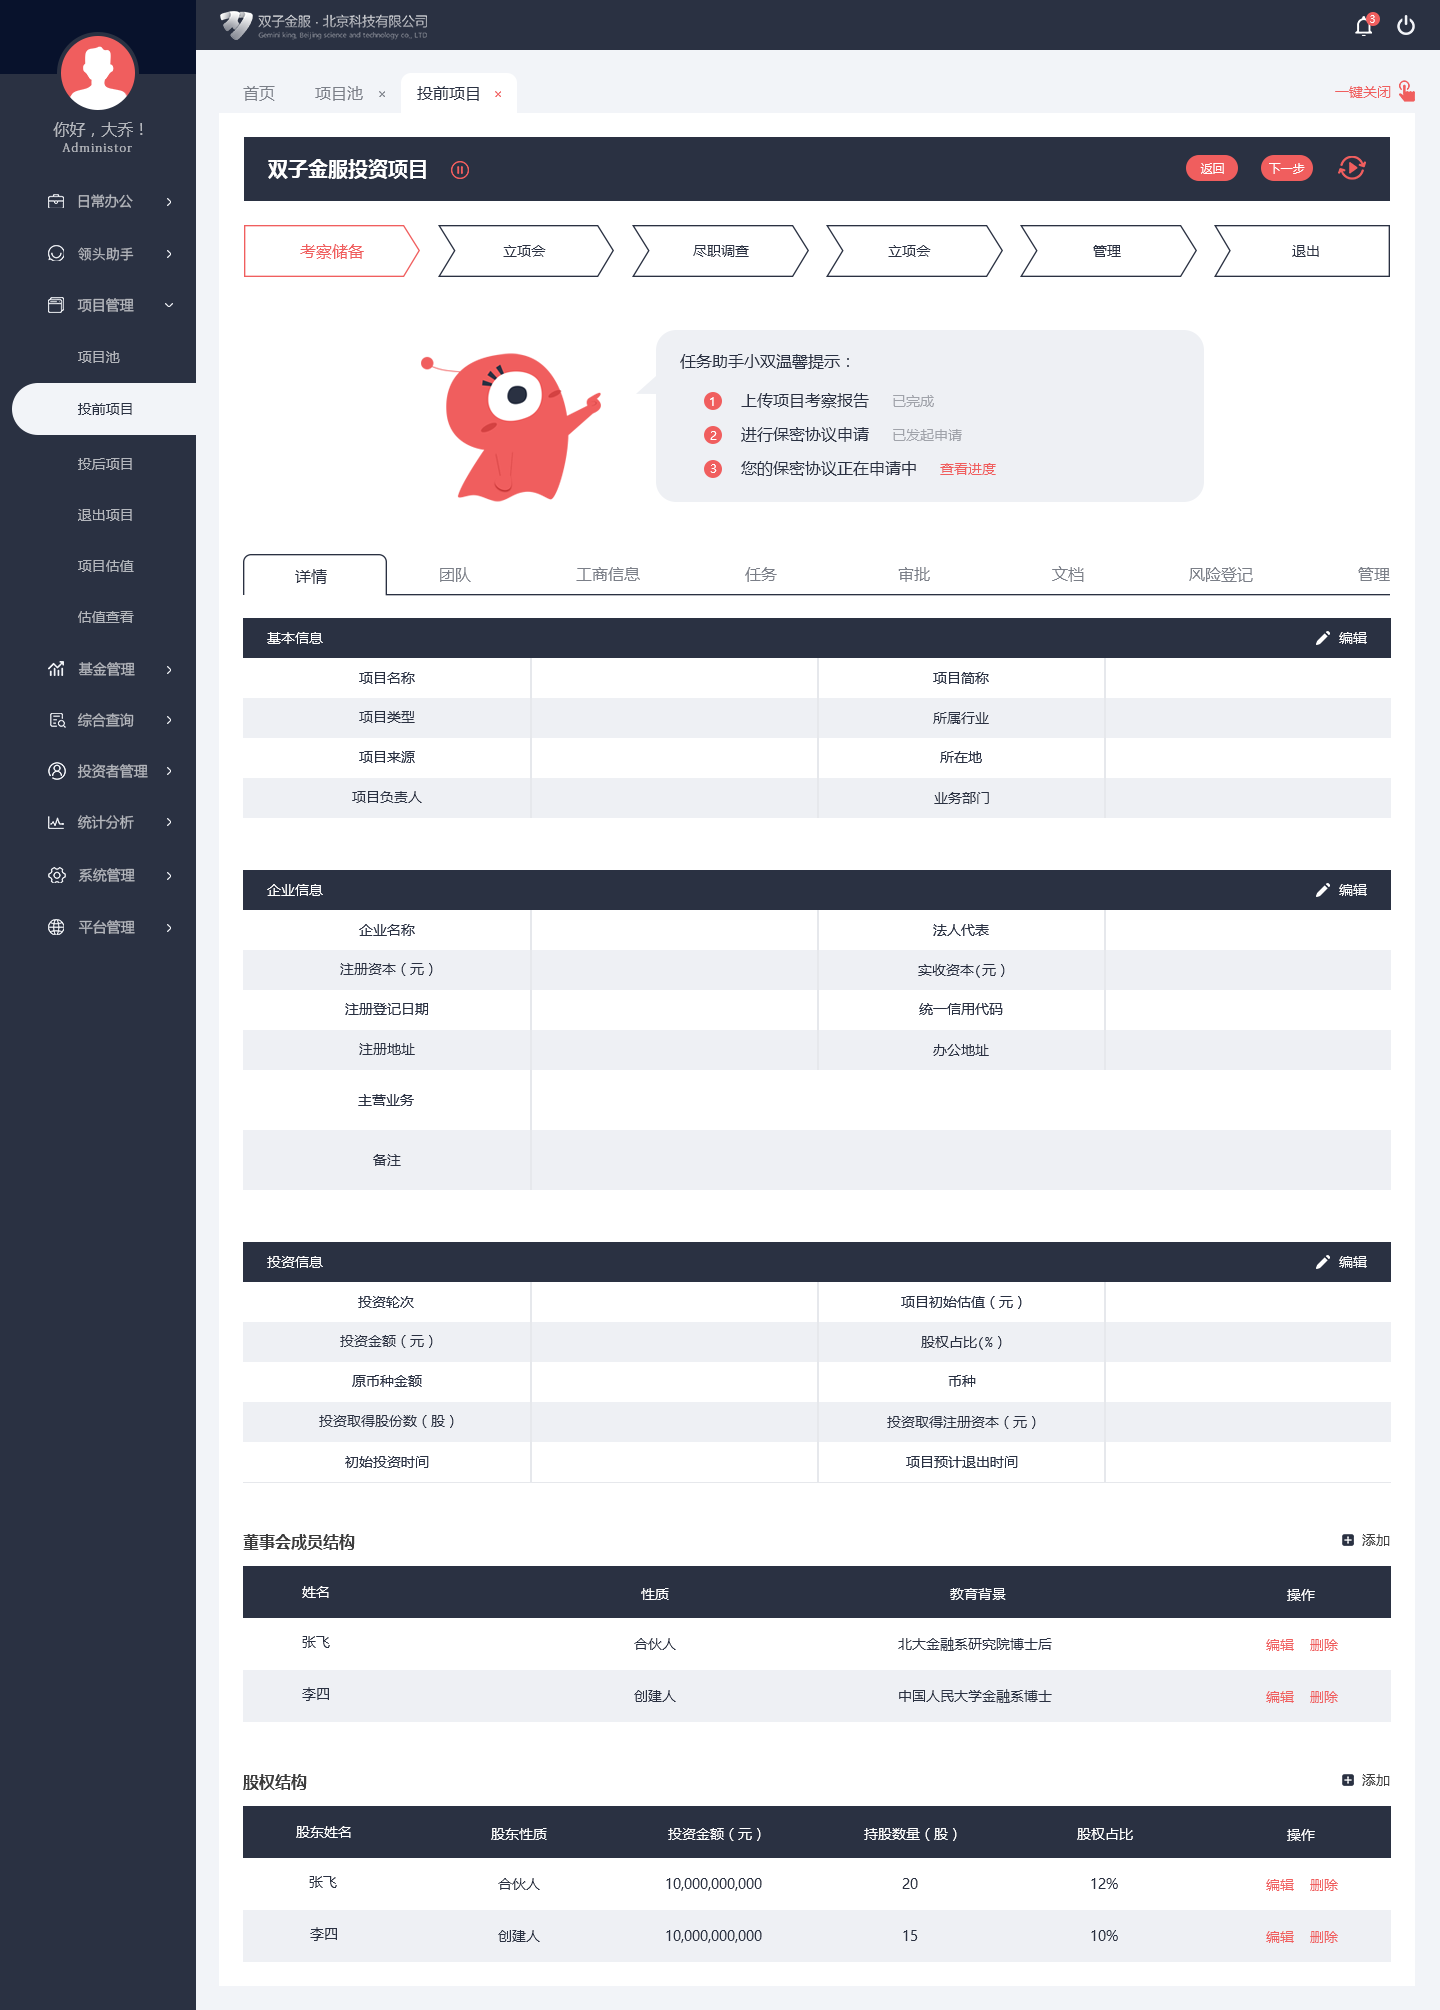 双子金服 · 北京科技有限公司
Gemini king, Beijing science and technology co., LTD
3
你好，大乔！
Administor
日常办公
领头助手
项目管理
项目池
投前项目
投后项目
退出项目
项目估值
估值查看
基金管理
综合查询
投资者管理
统计分析
系统管理
平台管理
首页 项目池 × 投前项目 × 一键关闭
双子金服投资项目 返回 下一步
考察储备 立项会 尽职调查 立项会 管理 退出
任务助手小双温馨提示：
1 上传项目考察报告 已完成
2 进行保密协议申请 已发起申请
3 您的保密协议正在申请中 查看进度
详情 团队 工商信息 任务 审批 文档 风险登记 管理
基本信息 编辑
项目名称 项目简称
项目类型 所属行业
项目来源 所在地
项目负责人 业务部门
企业信息 编辑
企业名称 法人代表
注册资本（元） 实收资本(元）
注册登记日期 统一信用代码
注册地址 办公地址
主营业务
备注
投资信息 编辑
投资轮次 项目初始估值（元）
投资金额（元） 股权占比(%）
原币种金额 币种
投资取得股份数（股） 投资取得注册资本（元）
初始投资时间 项目预计退出时间
董事会成员结构 添加
姓名 性质 教育背景 操作
张飞 合伙人 北大金融系研究院博士后 编辑 删除
李四 创建人 中国人民大学金融系博士 编辑 删除
股权结构 添加
股东姓名 股东性质 投资金额（元） 持股数量（股） 股权占比 操作
张飞 合伙人 10,000,000,000 20 12% 编辑 删除
李四 创建人 10,000,000,000 15 10% 编辑 删除